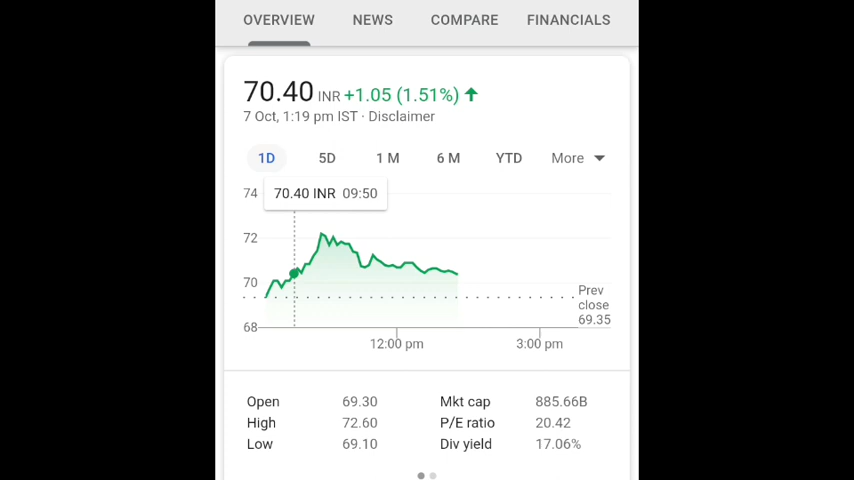 OVERVIEW NEWS COMPARE FINANCIALS
70.40 INR +1.05 (1.51%) ↑
7 Oct, 1:19 pm IST · Disclaimer
1D 5D 1 M 6 M YTD More
74
70.40 INR 09:50
72
70
Prev
close
69.35
68
12:00 pm 3:00 pm
Open 69.30 Mkt cap 885.66B
High 72.60 P/E ratio 20.42
Low 69.10 Div yield 17.06%